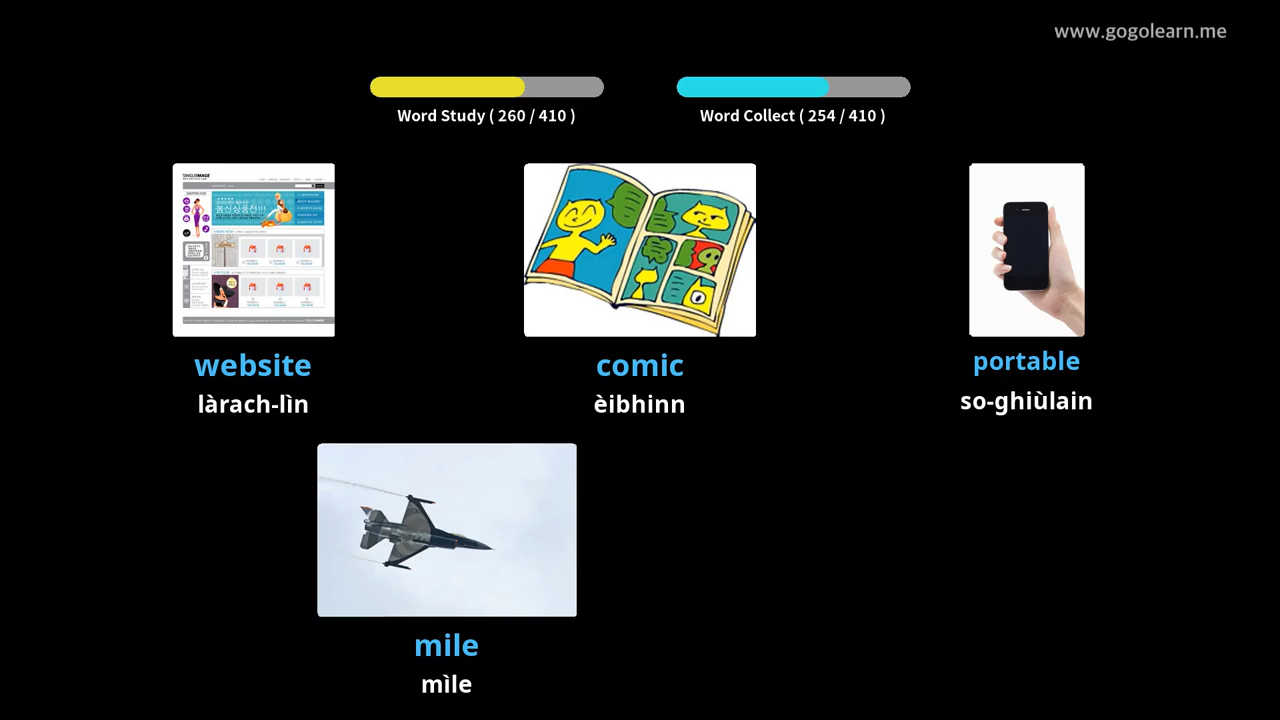 www.gogolearn.me
Word Study ( 260 / 410 )
Word Collect ( 254 / 410 )
website
làrach-lìn
comic
èibhinn
portable
so-ghiùlain
mile
mìle